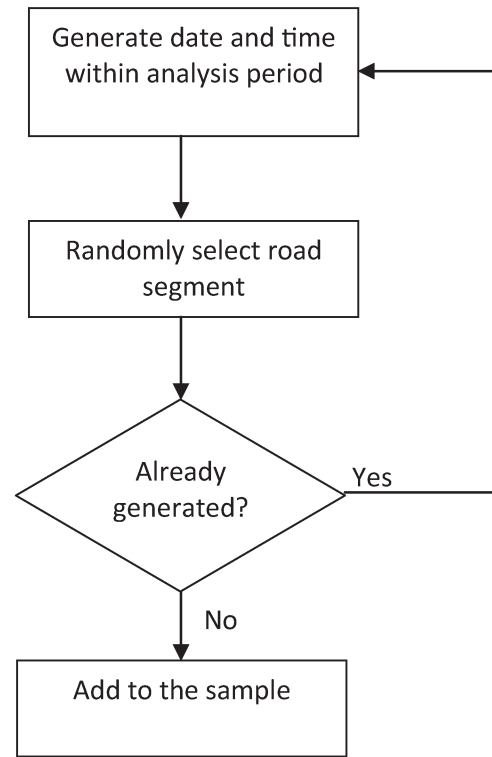 Generate date and time
within analysis period
Randomly select road
segment
Already
generated?
Yes
No
Add to the sample